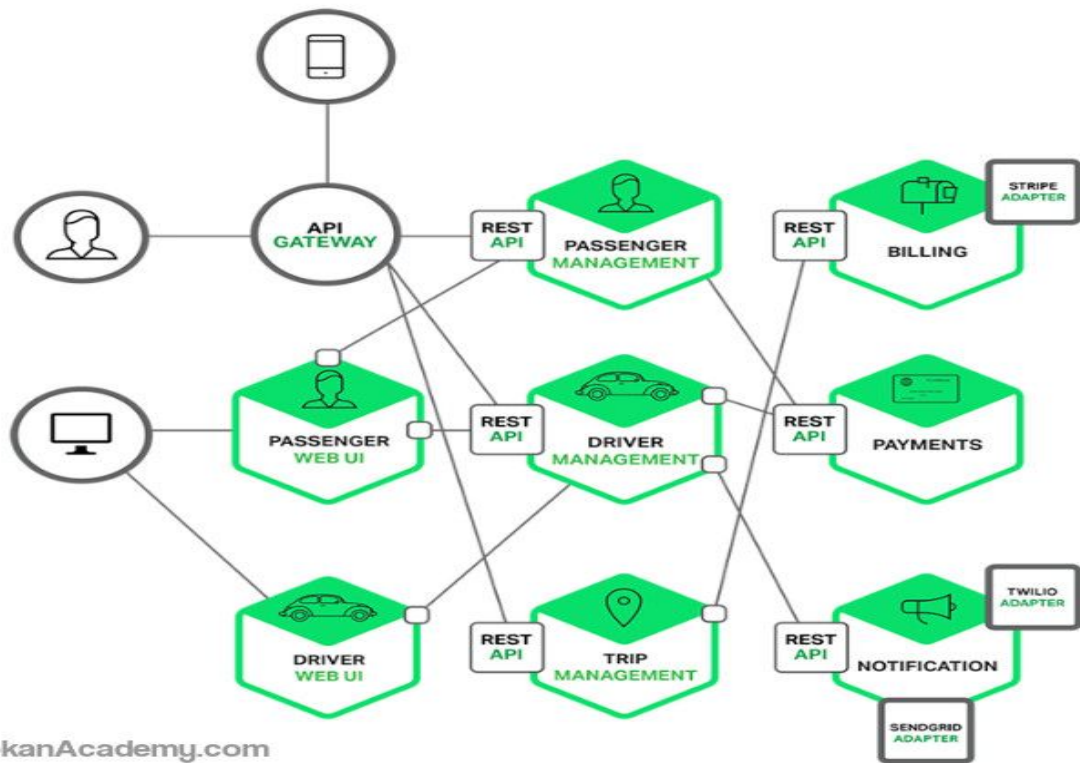 API
GATEWAY
REST
API
PASSENGER
MANAGEMENT
REST
API
BILLING
STRIPE
ADAPTER
PASSENGER
WEB UI
REST
API
DRIVER
MANAGEMENT
REST
API
PAYMENTS
DRIVER
WEB UI
REST
API
TRIP
MANAGEMENT
REST
API
NOTIFICATION
TWILIO
ADAPTER
SENDGRID
ADAPTER
kanAcademy.com